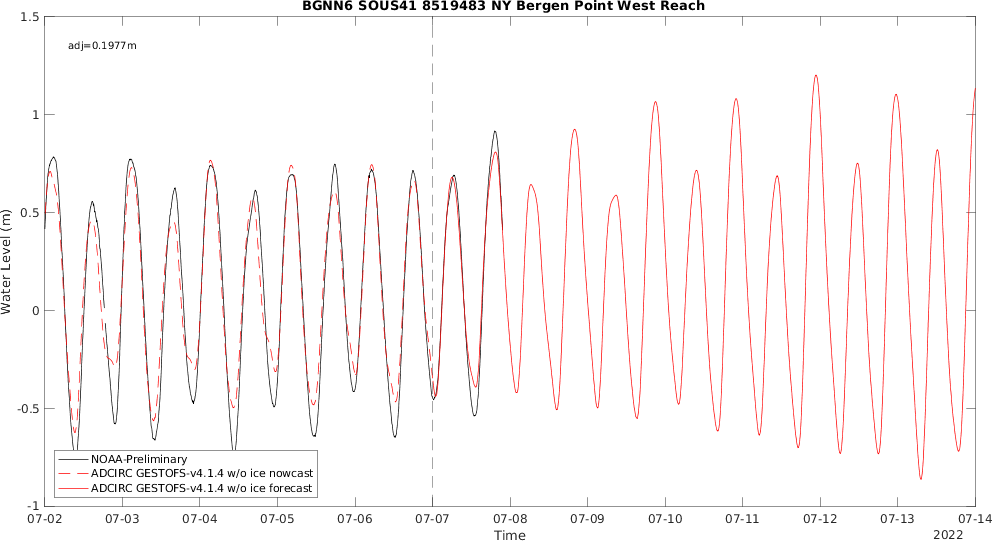 BGNN6 SOUS41 8519483 NY Bergen Point West Reach
adj=0.1977m
1.5
1
0.5
0
-0.5
-1
Water Level (m)
NOAA-Preliminary
ADCIRC GESTOFS-v4.1.4 w/o ice nowcast
ADCIRC GESTOFS-v4.1.4 w/o ice forecast
07-02 07-03 07-04 07-05 07-06 07-07 07-08 07-09 07-10 07-11 07-12 07-13 07-14
Time
2022